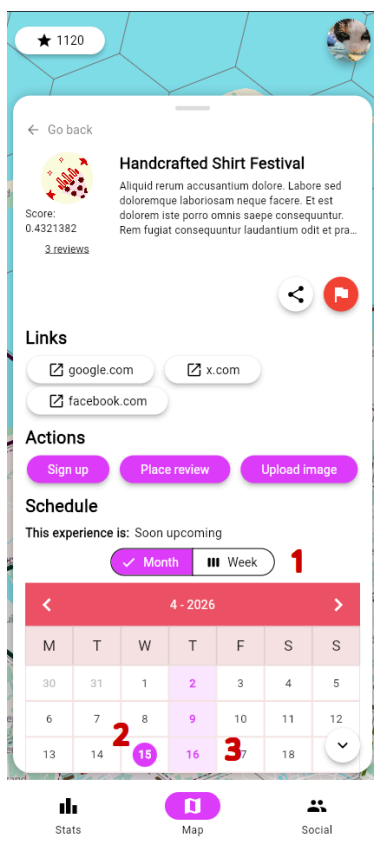 1120
Go back
Handcrafted Shirt Festival
Aliquid rerum accusantium dolore. Labore sed
doloremque laboriosam neque facere. Et est
dolorem iste porro omnis saepe consequuntur.
Rem fugiat consequuntur laudantium odit et pra…
Score:
0.4321382
3 reviews
Links
google.com
x.com
facebook.com
Actions
Sign up
Place review
Upload image
Schedule
This experience is: Soon upcoming
Month
Week
1
4 - 2026
M T W T F S S
30 31 1 2 3 4 5
6 7 8 9 10 11 12
2
3
13 14 15 16 18
Stats
Map
Social